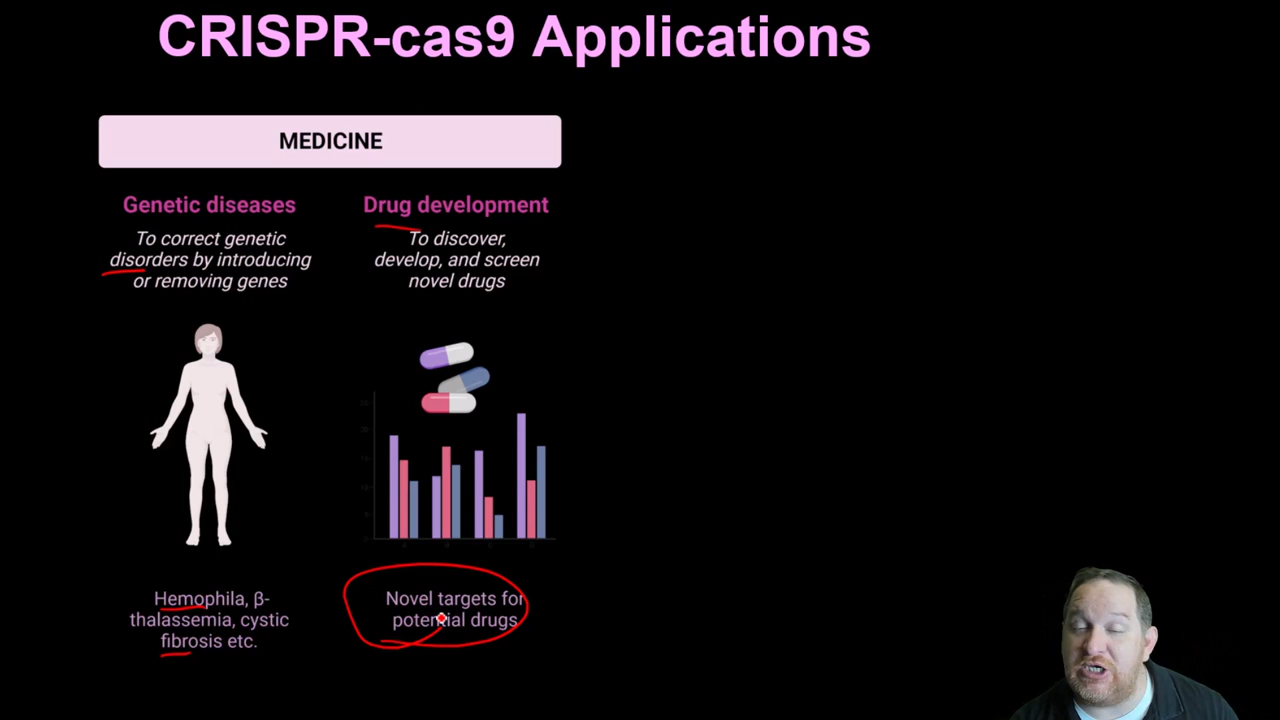 CRISPR-cas9 Applications
MEDICINE
Genetic diseases
To correct genetic
disorders by introducing
or removing genes
Hemophila, β-
thalassemia, cystic
fibrosis etc.
Drug development
To discover,
develop, and screen
novel drugs
Novel targets for
potential drugs